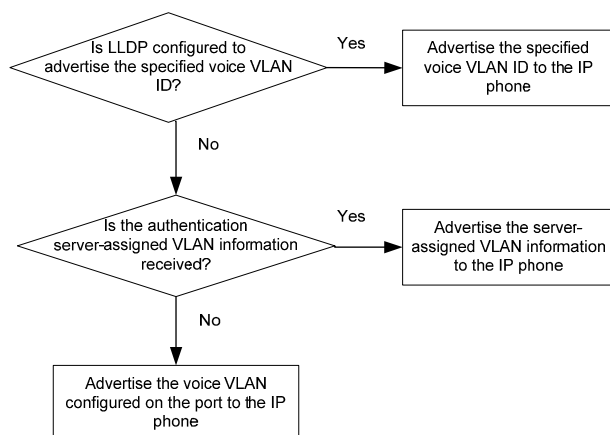 Is LLDP configured to
advertise the specified voice VLAN
ID?
Yes
Advertise the specified
voice VLAN ID to the IP
phone
No
Is the authentication
server-assigned VLAN information
received?
Yes
Advertise the server-
assigned VLAN information
to the IP phone
No
Advertise the voice VLAN
configured on the port to the IP
phone